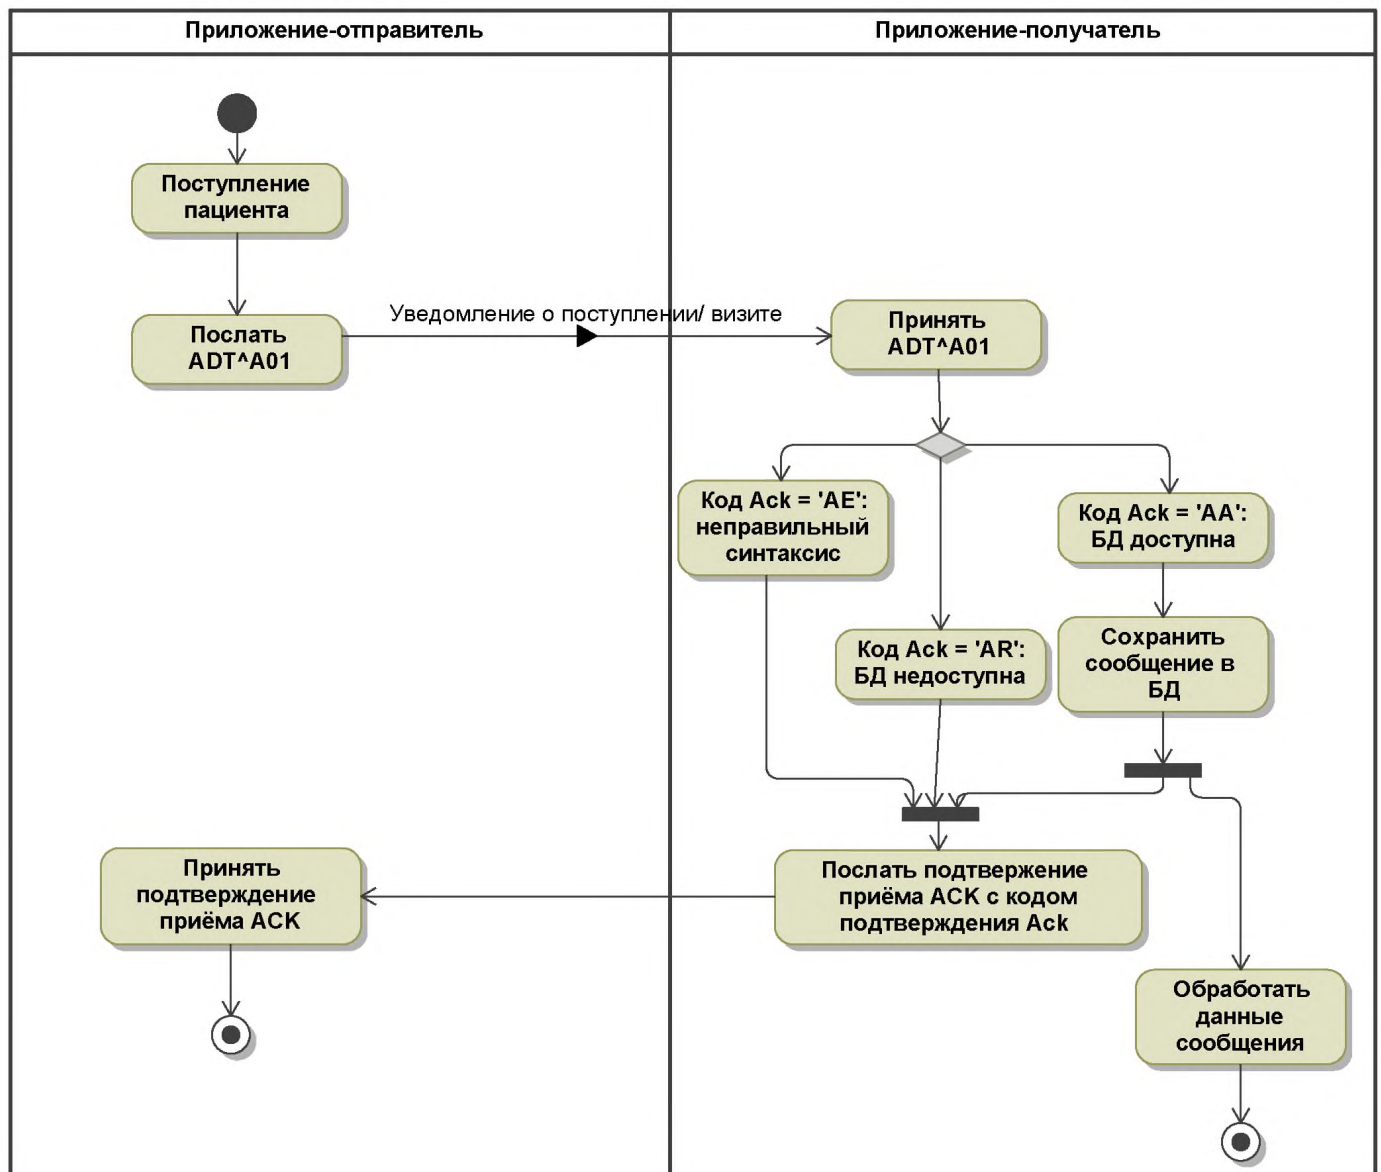 Приложение-отправитель
Приложение-получатель
Поступление
пациента
Послать
ADT^A01
Уведомление о поступлении/ визите
Принять
ADT^A01
Код Ack = 'AE':
неправильный
синтаксис
Код Ack = 'AA':
БД доступна
Код Ack = 'AR':
БД недоступна
Сохранить
сообщение в
БД
Принять
подтверждение
приёма ACK
Послать подтвержение
приёма ACK с кодом
подтверждения Ack
Обработать
данные
сообщения